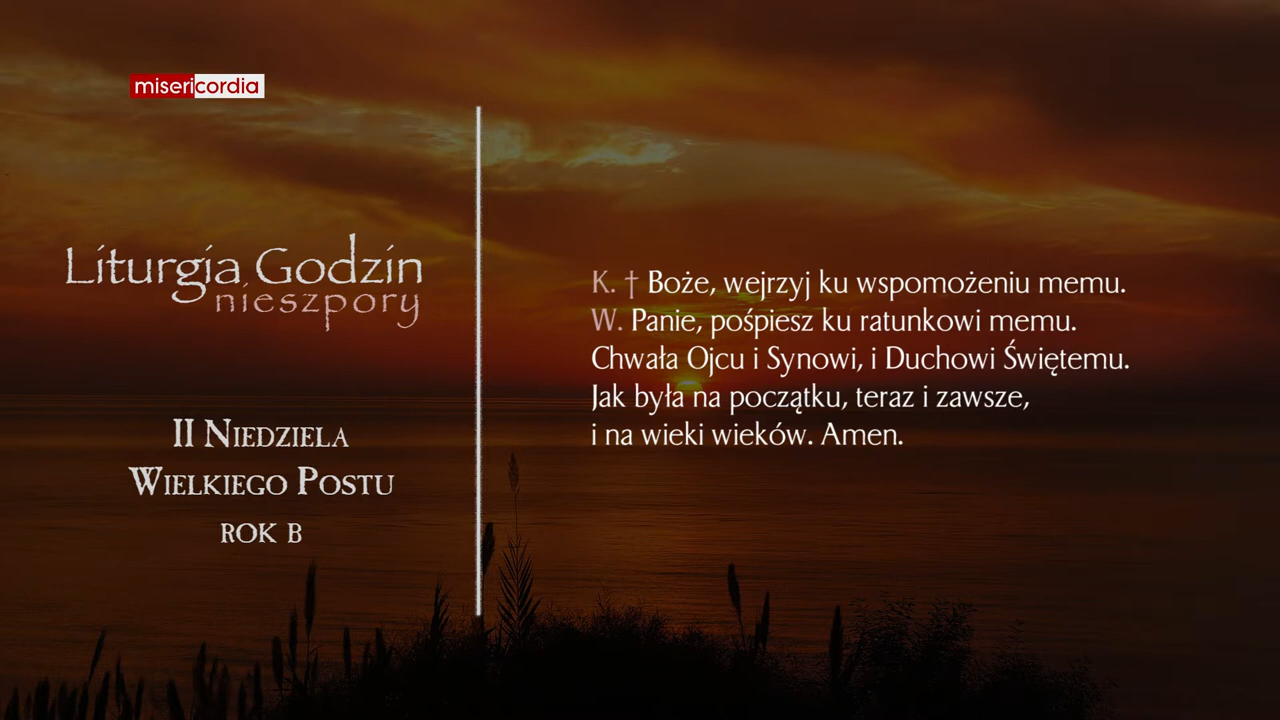 misericordia
Liturgia Godzin
nieszpory
II Niedziela
Wielkiego Postu
rok B
K. † Boże, wejrzyj ku wspomożeniu memu.
W. Panie, pośpiesz ku ratunkowi memu.
Chwała Ojcu i Synowi, i Duchowi Świętemu.
Jak była na początku, teraz i zawsze,
i na wieki wieków. Amen.